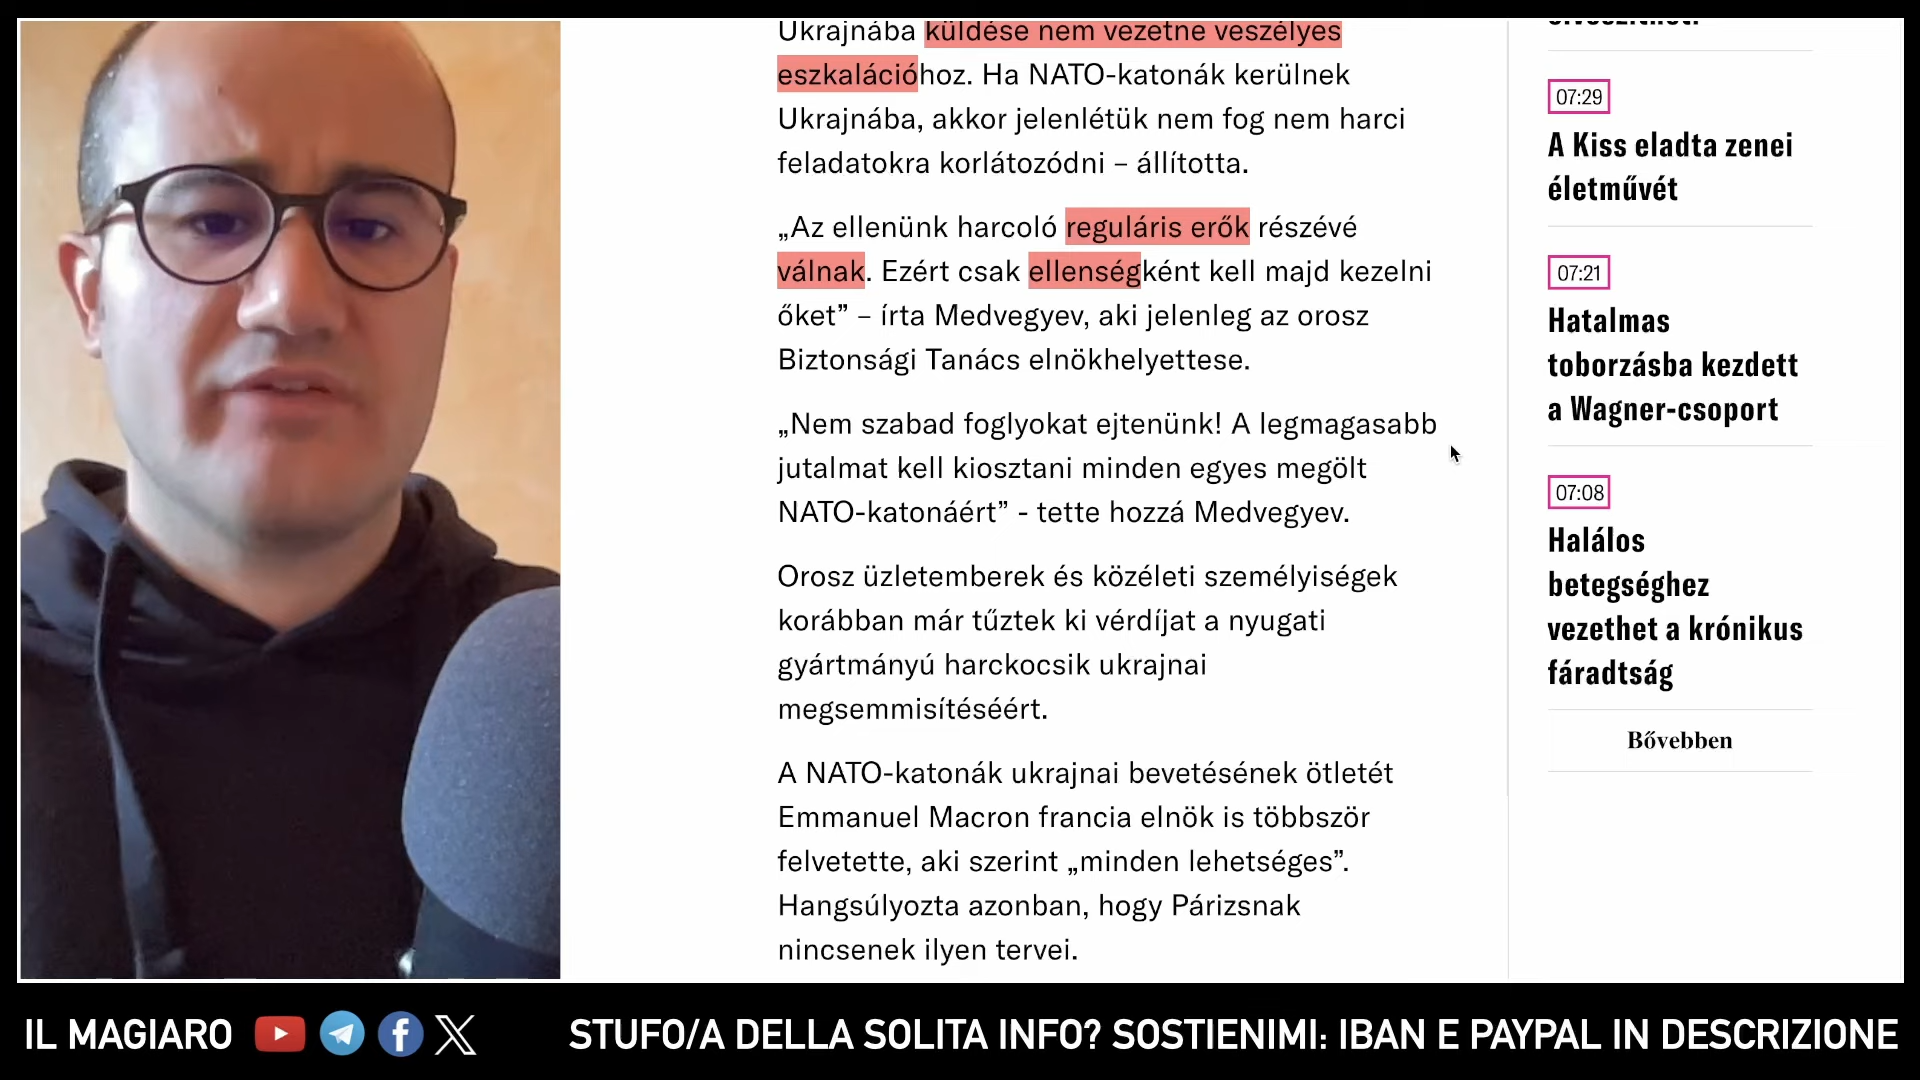 Ukrajnába küldése nem vezetne veszélyes
eszkalációhoz. Ha NATO-katonák kerülnek
Ukrajnába, akkor jelenlétük nem fog nem harci
feladatokra korlátozódni – állította.
„Az ellenünk harcoló reguláris erők részévé
válnak. Ezért csak ellenségként kell majd kezelni
őket” – írta Medvegyev, aki jelenleg az orosz
Biztonsági Tanács elnökhelyettese.
„Nem szabad foglyokat ejtenünk! A legmagasabb
jutalmat kell kiosztani minden egyes megölt
NATO-katonáért” - tette hozzá Medvegyev.
Orosz üzletemberek és közéleti személyiségek
korábban már tűztek ki vérdíjat a nyugati
gyártmányú harckocsik ukrajnai
megsemmisítéséért.
A NATO-katonák ukrajnai bevetésének ötletét
Emmanuel Macron francia elnök is többször
felvetette, aki szerint „minden lehetséges”.
Hangsúlyozta azonban, hogy Párizsnak
nincsenek ilyen tervei.
07:29
A Kiss eladta zenei
életművét
07:21
Hatalmas
toborzásba kezdett
a Wagner-csoport
07:08
Halálos
betegséghez
vezethet a krónikus
fáradtság
Bővebben
IL MAGIARO
STUFO/A DELLA SOLITA INFO? SOSTIENIMI: IBAN E PAYPAL IN DESCRIZIONE